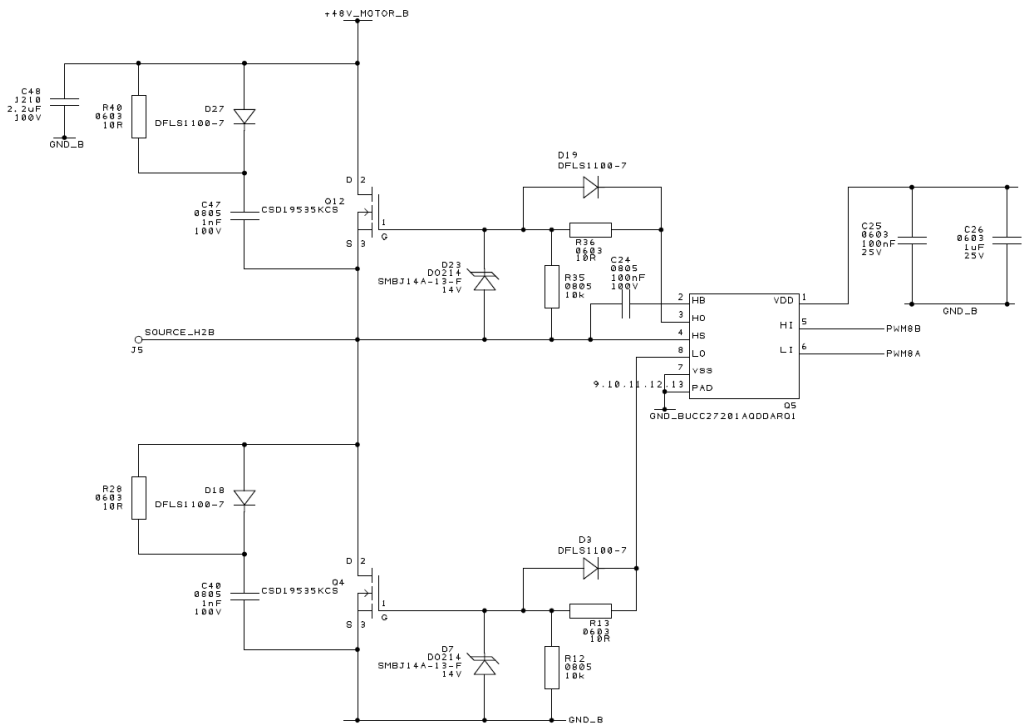 +48V_MOTOR_B
C48
1210
2.2uF
100V
GND_B
R40
0603
10R
D27
DFLS1100-7
C47
0805
1nF
100V
CSD19535KCS
Q12
D 2
1
G
S 3
D19
DFLS1100-7
R36
0603
10R
D23
DO214
SMBJ14A-13-F
14V
R35
0805
10k
C24
0805
100nF
100V
C25
0603
100nF
25V
C26
0603
1uF
25V
GND_B
SOURCE_H2B
J5
2 HB
3 HO
4 HS
8 LO
7 VSS
9.10.11.12.13 PAD
VDD 1
HI 5
LI 6
PWM8B
PWM8A
Q5
GND_B
UCC27201AQDDARQ1
R28
0603
10R
D18
DFLS1100-7
C40
0805
1nF
100V
CSD19535KCS
Q4
D 2
1
G
S 3
D3
DFLS1100-7
R13
0603
10R
D7
DO214
SMBJ14A-13-F
14V
R12
0805
10k
GND_B